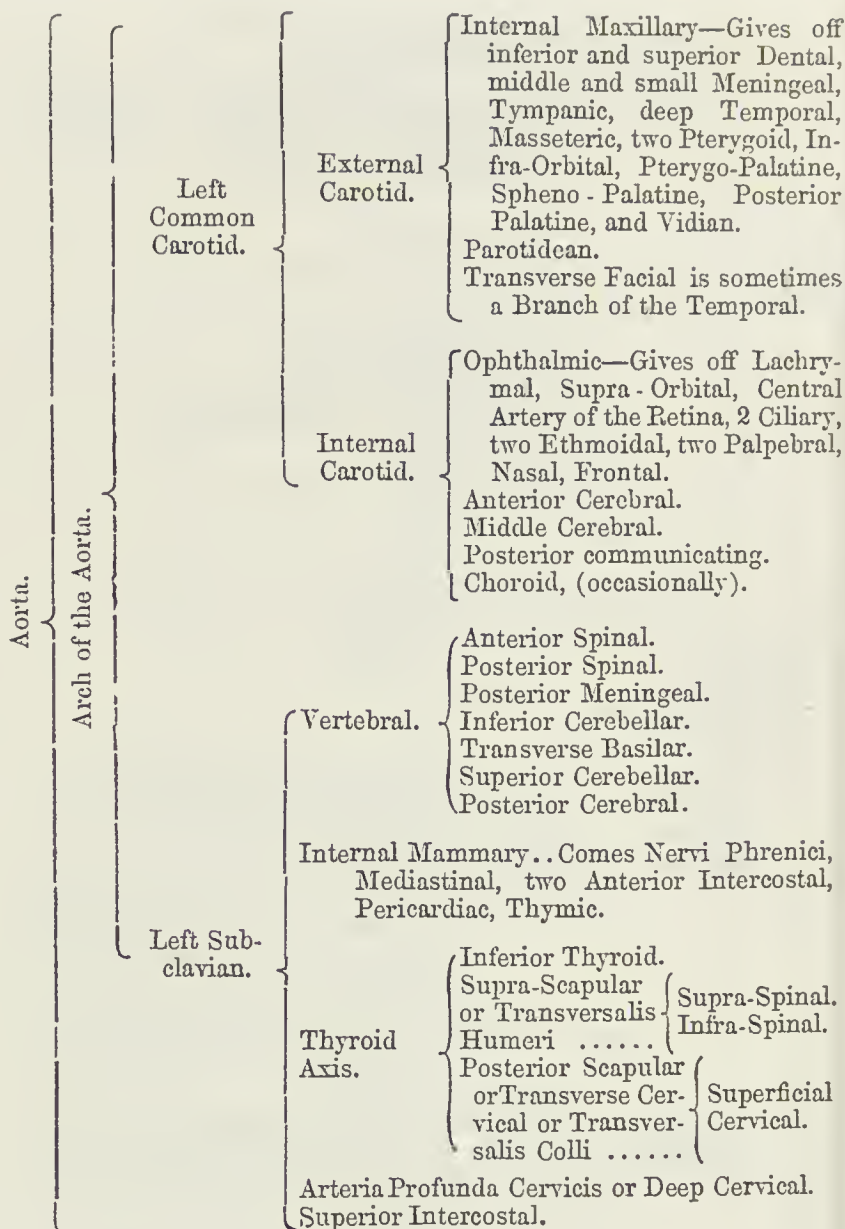 Aorta.
Arch of the Aorta.
Left
Common
Carotid.
External
Carotid.
Internal Maxillary—Gives off
inferior and superior Dental,
middle and small Meningeal,
Tympanic, deep Temporal,
Masseteric, two Pterygoid, In-
fra-Orbital, Pterygo-Palatine,
Spheno-Palatine, Posterior
Palatine, and Vidian.
Parotidean.
Transverse Facial is sometimes
a Branch of the Temporal.
Internal
Carotid.
Ophthalmic—Gives off Lachry-
mal, Supra-Orbital, Central
Artery of the Retina, 2 Ciliary,
two Ethmoidal, two Palpebral,
Nasal, Frontal.
Anterior Cerebral.
Middle Cerebral.
Posterior communicating.
Choroid, (occasionally).
Left Sub-
clavian.
Vertebral.
Anterior Spinal.
Posterior Spinal.
Posterior Meningeal.
Inferior Cerebellar.
Transverse Basilar.
Superior Cerebellar.
Posterior Cerebral.
Internal Mammary..Comes Nervi Phrenici,
Mediastinal, two Anterior Intercostal,
Pericardiac, Thymic.
Thyroid
Axis.
Inferior Thyroid.
Supra-Scapular
or Transversalis
Humeri ......
Supra-Spinal.
Infra-Spinal.
Posterior Scapular
or Transverse Cer-
vical or Transver-
salis Colli ......
Superficial
Cervical.
Arteria Profunda Cervicis or Deep Cervical.
Superior Intercostal.